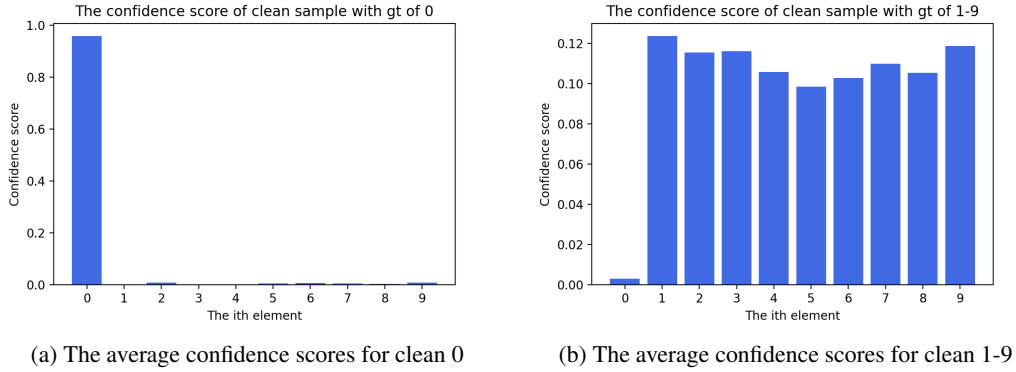 The confidence score of clean sample with gt of 0
1.0
0.8
0.6
0.4
0.2
0.0
Confidence score
0 1 2 3 4 5 6 7 8 9
The ith element
(a) The average confidence scores for clean 0
The confidence score of clean sample with gt of 1-9
0.12
0.10
0.08
0.06
0.04
0.02
0.00
Confidence score
0 1 2 3 4 5 6 7 8 9
The ith element
(b) The average confidence scores for clean 1-9